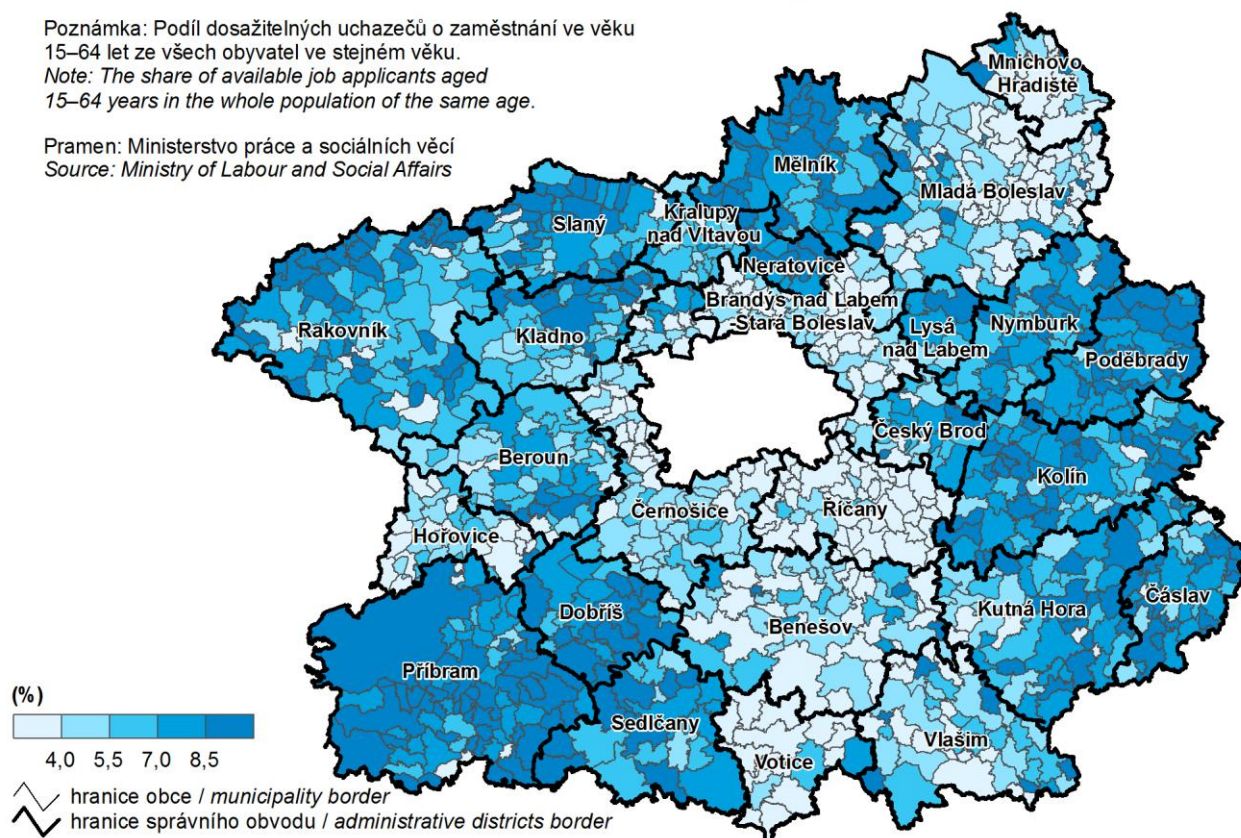 Poznámka: Podíl dosažitelných uchazečů o zaměstnání ve věku
15–64 let ze všech obyvatel ve stejném věku.
Note: The share of available job applicants aged
15–64 years in the whole population of the same age.
Pramen: Ministerstvo práce a sociálních věcí
Source: Ministry of Labour and Social Affairs
Mnichovo
Hradiště
Mělník
Mladá Boleslav
Slaný
Kralupy
nad Vltavou
Neratovice
Brandýs nad Labem
-Stará Boleslav
Rakovník
Kladno
Lysá
nad Labem
Nymburk
Poděbrady
Beroun
Český Brod
Kolín
Hořovice
Černošice
Říčany
Dobříš
Benešov
Kutná Hora
Čáslav
Příbram
Sedlčany
Votice
Vlašim
(%)
4,0 5,5 7,0 8,5
hranice obce / municipality border
hranice správního obvodu / administrative districts border